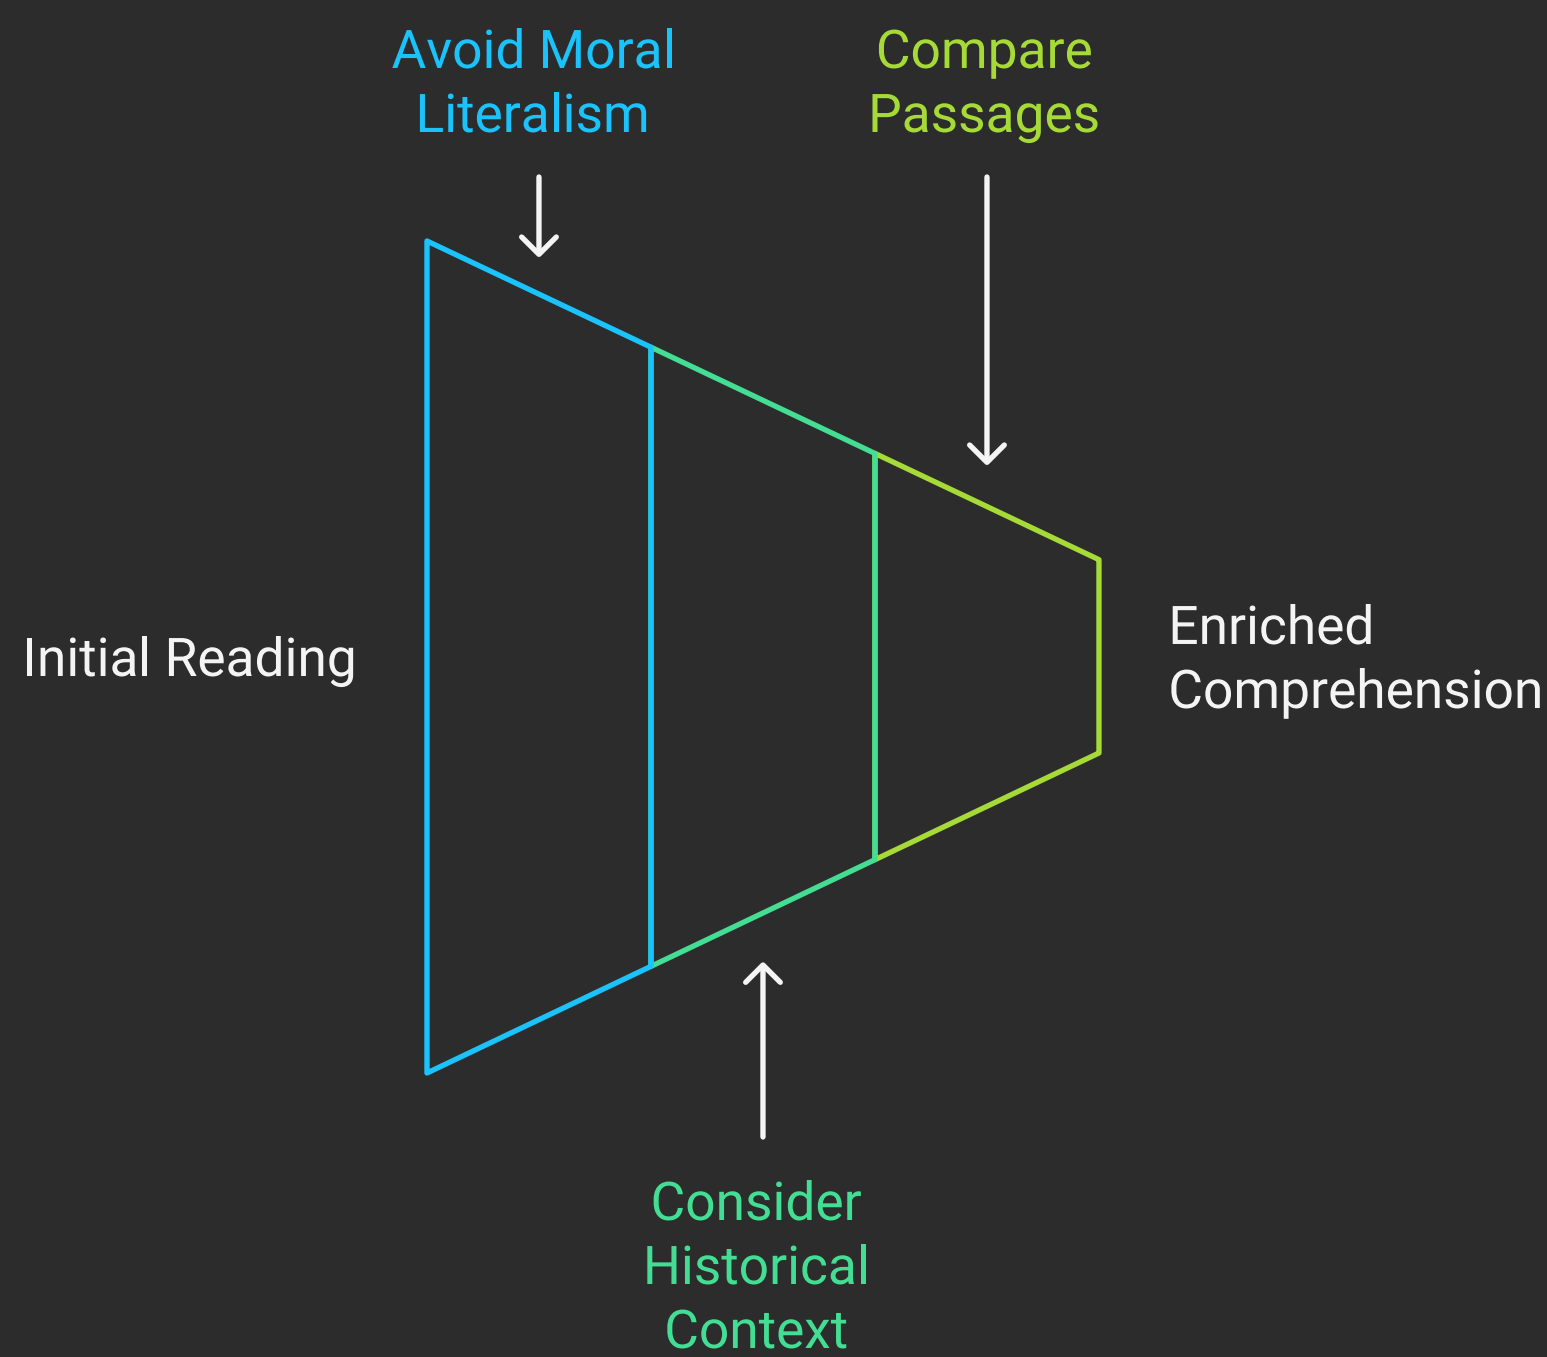 Avoid Moral
Literalism
Compare
Passages
Initial Reading
Enriched
Comprehension
Consider
Historical
Context